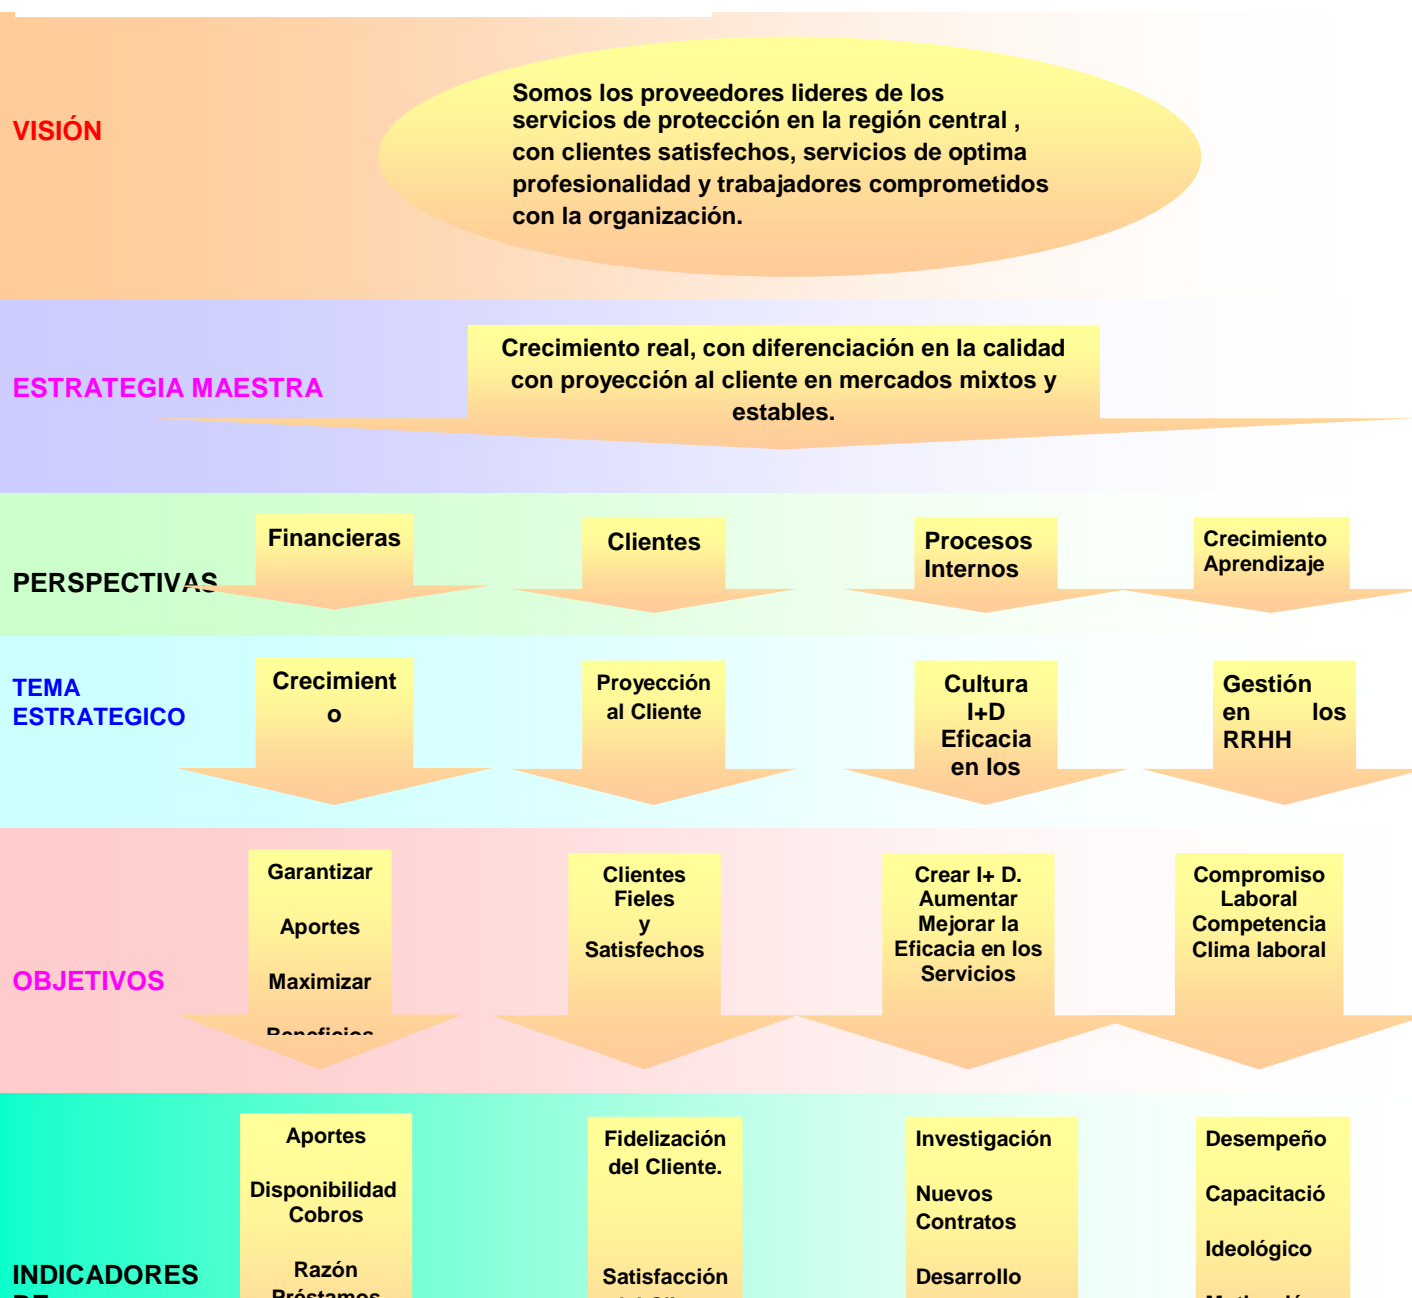 VISIÓN
Somos los proveedores lideres de los
servicios de protección en la región central ,
con clientes satisfechos, servicios de optima
profesionalidad y trabajadores comprometidos
con la organización.
ESTRATEGIA MAESTRA
Crecimiento real, con diferenciación en la calidad
con proyección al cliente en mercados mixtos y
estables.
PERSPECTIVAS
Financieras
Clientes
Procesos
Internos
Crecimiento
Aprendizaje
TEMA
ESTRATEGICO
Crecimient
o
Proyección
al Cliente
Cultura
I+D
Eficacia
en los
Gestión
en los
RRHH
OBJETIVOS
Garantizar
Aportes
Maximizar
Beneficios
Clientes
Fieles
y
Satisfechos
Crear I+ D.
Aumentar
Mejorar la
Eficacia en los
Servicios
Compromiso
Laboral
Competencia
Clima laboral
INDICADORES
Aportes
Disponibilidad
Cobros
Razón
Préstamos
Fidelización
del Cliente.
Satisfacción
Investigación
Nuevos
Contratos
Desarrollo
Desempeño
Capacitació
Ideológico